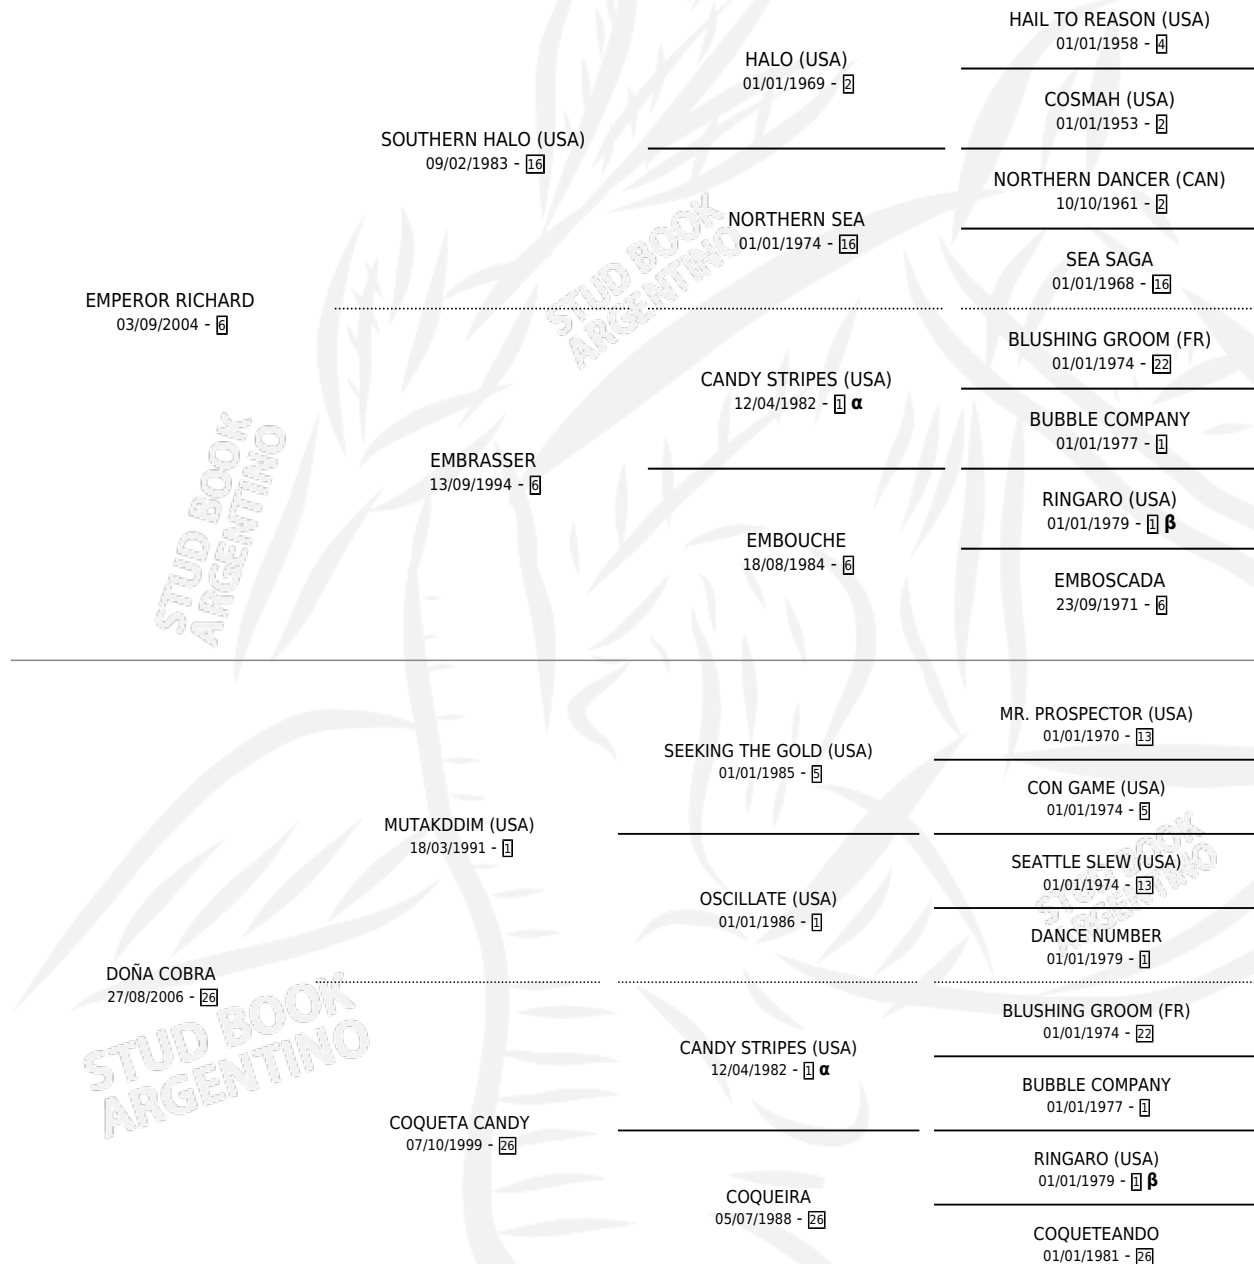 HAIL TO REASON (USA)
01/01/1958 - 4
HALO (USA)
01/01/1969 - 2
COSMAH (USA)
01/01/1953 - 2
SOUTHERN HALO (USA)
09/02/1983 - 16
NORTHERN DANCER (CAN)
10/10/1961 - 2
NORTHERN SEA
01/01/1974 - 16
SEA SAGA
01/01/1968 - 16
EMPEROR RICHARD
03/09/2004 - 6
BLUSHING GROOM (FR)
01/01/1974 - 22
CANDY STRIPES (USA)
12/04/1982 - 1 α
BUBBLE COMPANY
01/01/1977 - 1
EMBRASSER
13/09/1994 - 6
RINGARO (USA)
01/01/1979 - 1 β
EMBOUCHE
18/08/1984 - 6
EMBOSCADA
23/09/1971 - 6
MR. PROSPECTOR (USA)
01/01/1970 - 13
SEEKING THE GOLD (USA)
01/01/1985 - 5
CON GAME (USA)
01/01/1974 - 5
MUTAKDDIM (USA)
18/03/1991 - 1
SEATTLE SLEW (USA)
01/01/1974 - 13
OSCILLATE (USA)
01/01/1986 - 1
DANCE NUMBER
01/01/1979 - 1
DOÑA COBRA
27/08/2006 - 26
BLUSHING GROOM (FR)
01/01/1974 - 22
CANDY STRIPES (USA)
12/04/1982 - 1 α
BUBBLE COMPANY
01/01/1977 - 1
COQUETA CANDY
07/10/1999 - 26
RINGARO (USA)
01/01/1979 - 1 β
COQUEIRA
05/07/1988 - 26
COQUETEANDO
01/01/1981 - 26
STUD BOOK
ARGENTINO
STUD BOOK
ARGENTINO
STUD BOOK
ARGENTINO
STUD BOOK
ARGENTINO